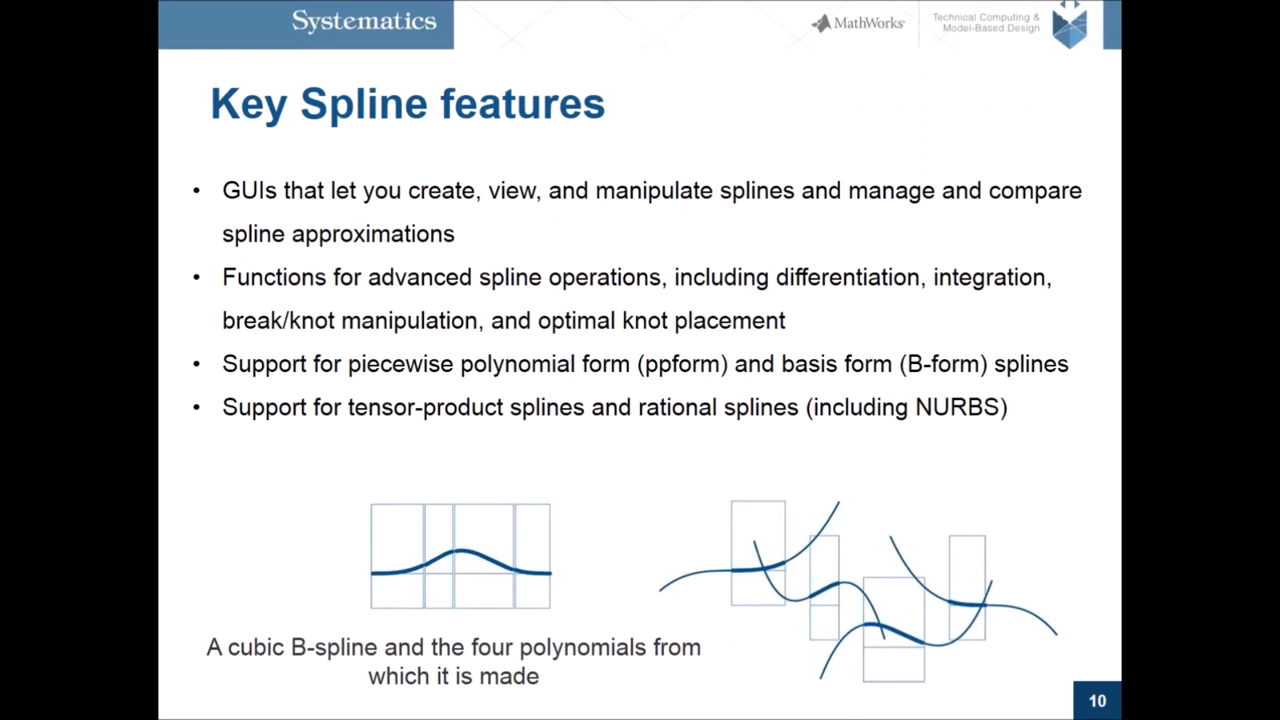 Systematics
MathWorks
Technical Computing &
Model-Based Design
Key Spline features
• GUIs that let you create, view, and manipulate splines and manage and compare
spline approximations
• Functions for advanced spline operations, including differentiation, integration,
break/knot manipulation, and optimal knot placement
• Support for piecewise polynomial form (ppform) and basis form (B-form) splines
• Support for tensor-product splines and rational splines (including NURBS)
A cubic B-spline and the four polynomials from
which it is made
10